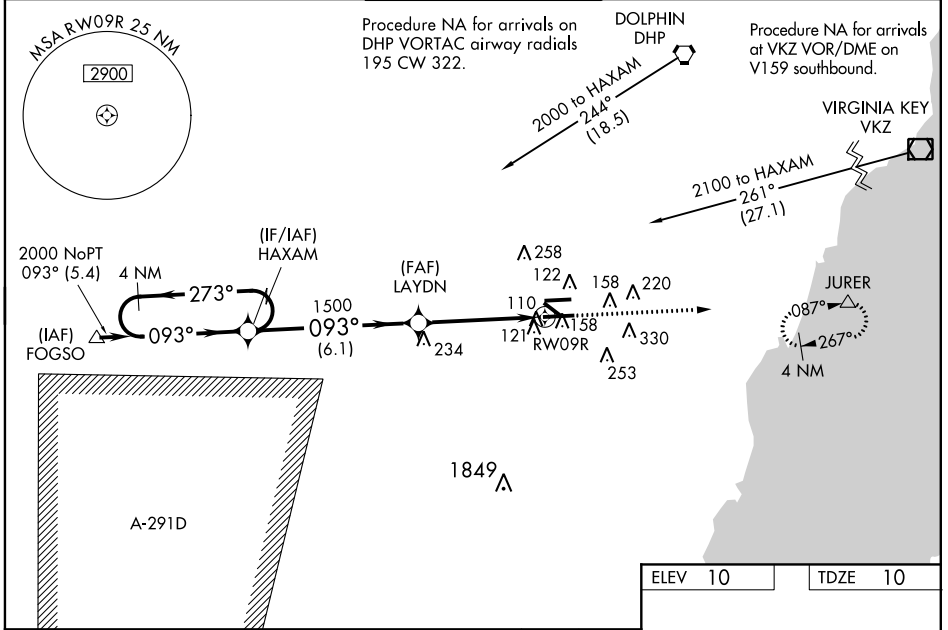 MSA RW09R 25 NM
2900
Procedure NA for arrivals on
DHP VORTAC airway radials
195 CW 322.
DOLPHIN
DHP
Procedure NA for arrivals
at VKZ VOR/DME on
V159 southbound.
2000 to HAXAM
244°
(18.5)
VIRGINIA KEY
VKZ
2100 to HAXAM
261°
(27.1)
2000 NoPT
093° (5.4)
4 NM
(IF/IAF)
HAXAM
273°
093°
(IAF)
FOGSO
1500
093°
(6.1)
(FAF)
LAYDN
234
258
122
158
220
110
121
158
RW09R
330
253
JURER
087°
267°
4 NM
1849
A-291D
ELEV 10
TDZE 10